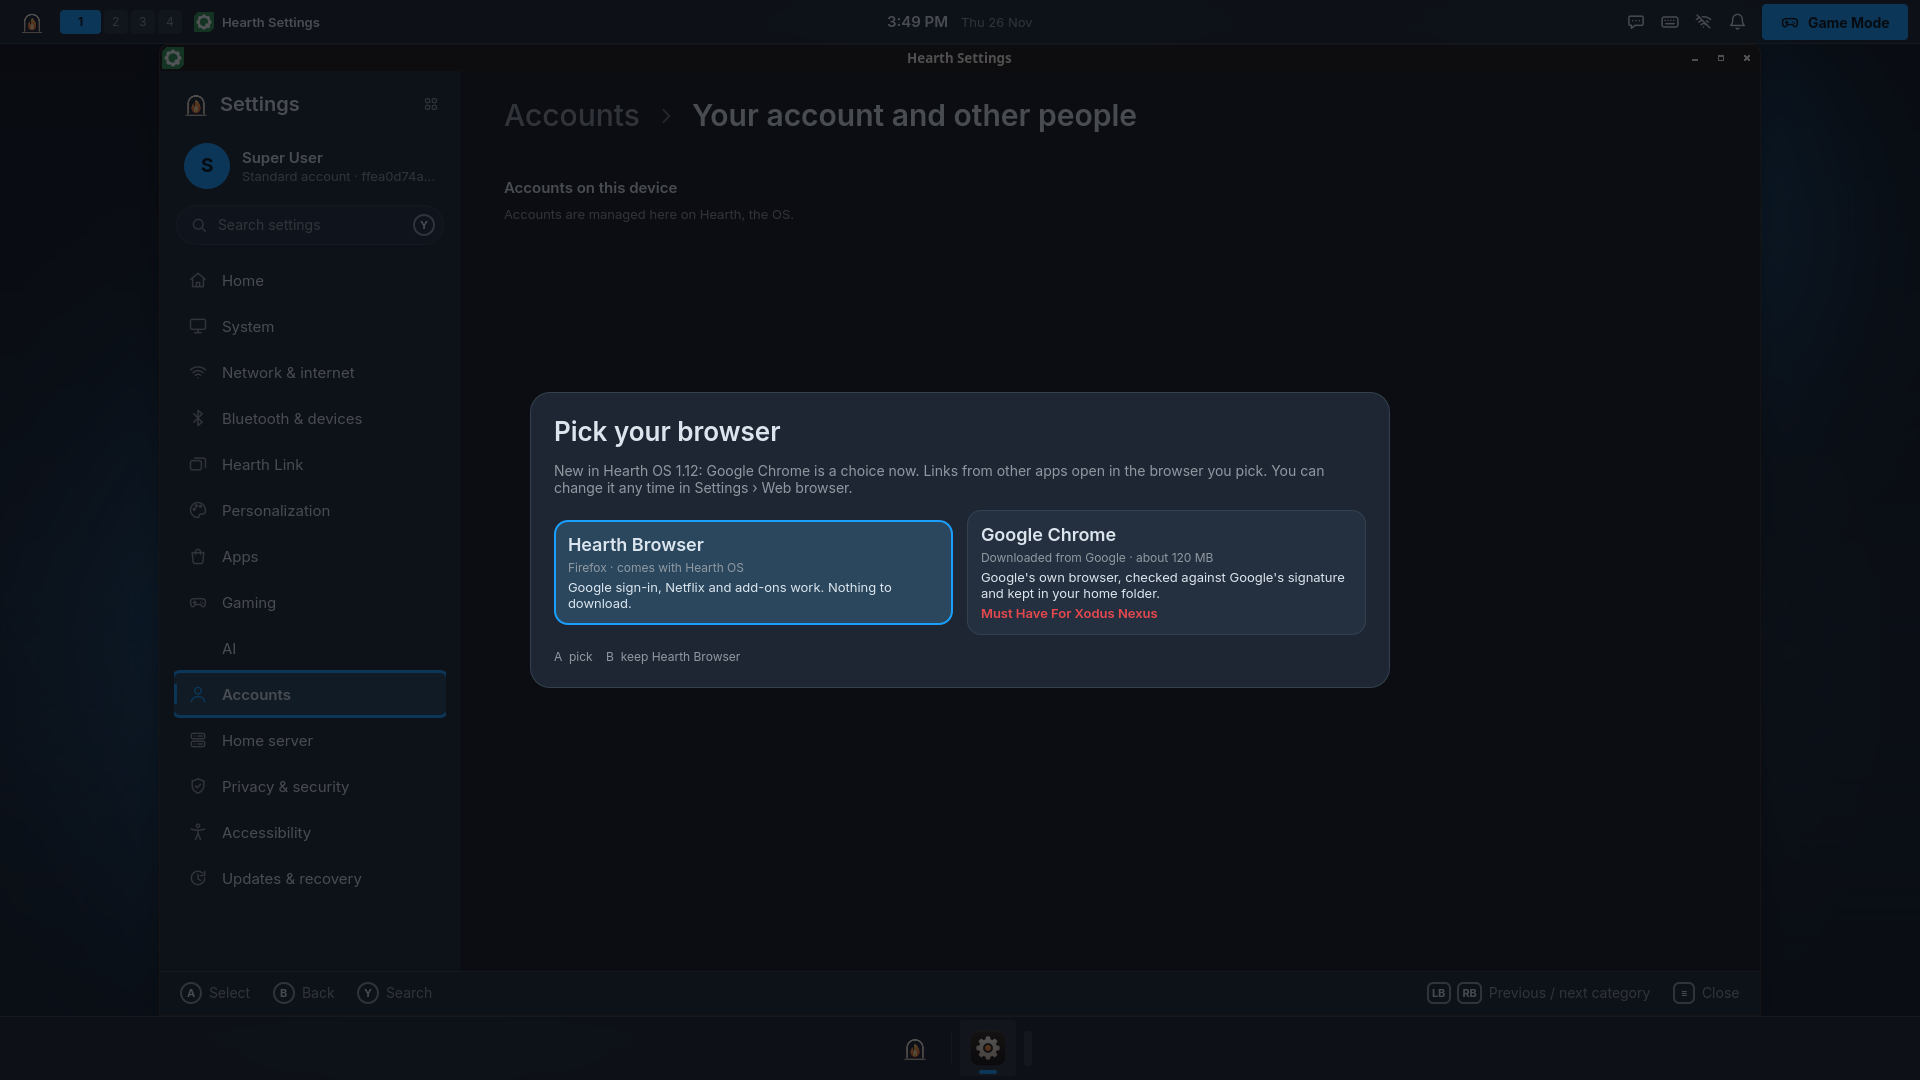 1 2 3 4 Hearth Settings
3:49 PM Thu 26 Nov
Game Mode
Hearth Settings
Settings
S
Super User
Standard account · ffea0d74a...
Search settings Y
Home
System
Network & internet
Bluetooth & devices
Hearth Link
Personalization
Apps
Gaming
AI
Accounts
Home server
Privacy & security
Accessibility
Updates & recovery
Accounts › Your account and other people
Accounts on this device
Accounts are managed here on Hearth, the OS.
Pick your browser
New in Hearth OS 1.12: Google Chrome is a choice now. Links from other apps open in the browser you pick. You can
change it any time in Settings › Web browser.
Hearth Browser
Firefox · comes with Hearth OS
Google sign-in, Netflix and add-ons work. Nothing to
download.
Google Chrome
Downloaded from Google · about 120 MB
Google's own browser, checked against Google's signature
and kept in your home folder.
Must Have For Xodus Nexus
A pick B keep Hearth Browser
A Select B Back Y Search
LB RB Previous / next category ≡ Close